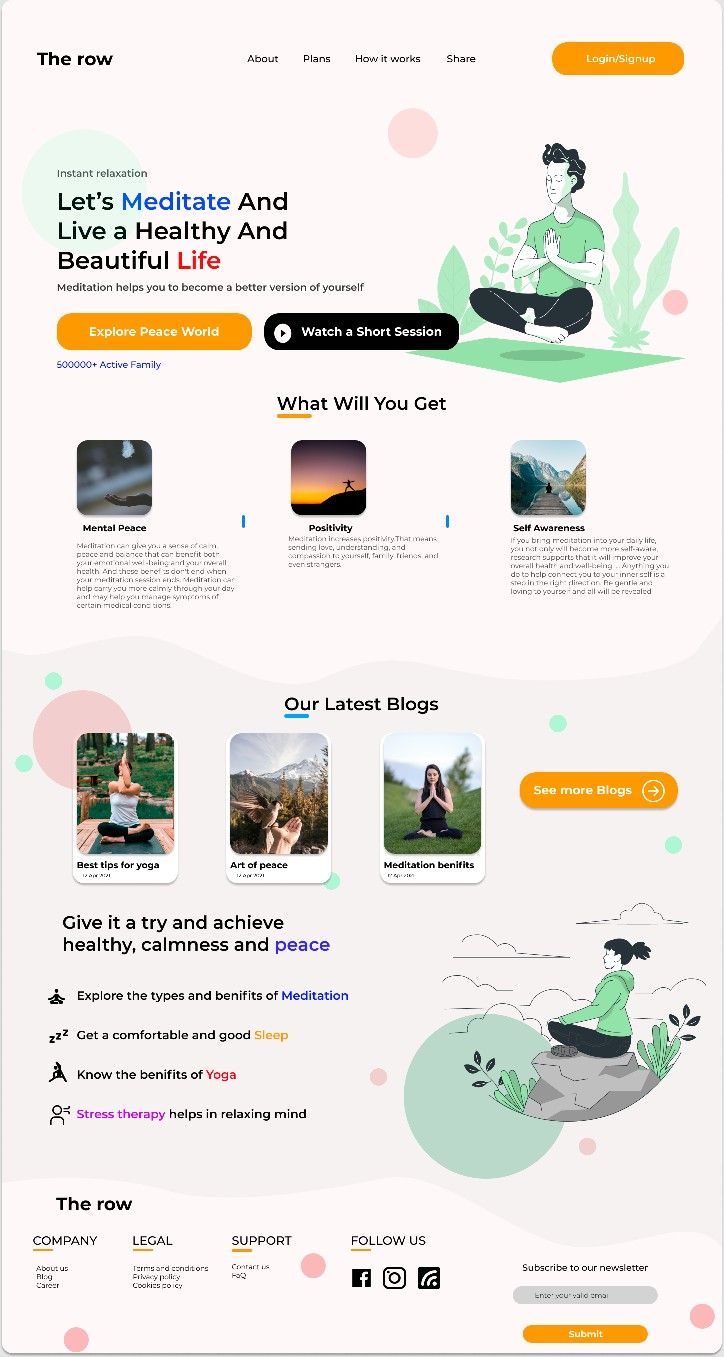 The row
About Plans How it works Share
Login/Signup
Instant relaxation
Let's Meditate And
Live a Healthy And
Beautiful Life
Meditation helps you to become a better version of yourself
Explore Peace World
Watch a Short Session
500000+ Active Family
What Will You Get
Mental Peace
Meditation can give you a sense of calm,
peace and balance that can benefit both
your emotional well-being and your overall
health. And these benefits don't end when
your meditation session ends. Meditation can
help carry you more calmly through your day
and may help you manage symptoms of
certain medical conditions.
Positivity
Meditation increases positivity.That means
sending love, understanding, and
compassion to yourself, family, friends, and
even strangers.
Self Awareness
If you bring meditation into your daily life,
you not only will become more self-aware,
research supports that it will improve your
overall health and well-being. ... Anything you
do to help connect you to your inner self is a
step in the right direction. Be gentle and
loving to yourself and all will be revealed
Our Latest Blogs
Best tips for yoga
12 Apr 2021
Art of peace
12 Apr 2021
Meditation benifits
12 Apr 2021
See more Blogs
Give it a try and achieve
healthy, calmness and peace
Explore the types and benifits of Meditation
zzz
Get a comfortable and good Sleep
Know the benifits of Yoga
Stress therapy helps in relaxing mind
The row
COMPANY
About us
Blog
Career
LEGAL
Terms and conditions
Privacy policy
Cookies policy
SUPPORT
Contact us
FaQ
FOLLOW US
Subscribe to our newsletter
Enter your valid email
Submit